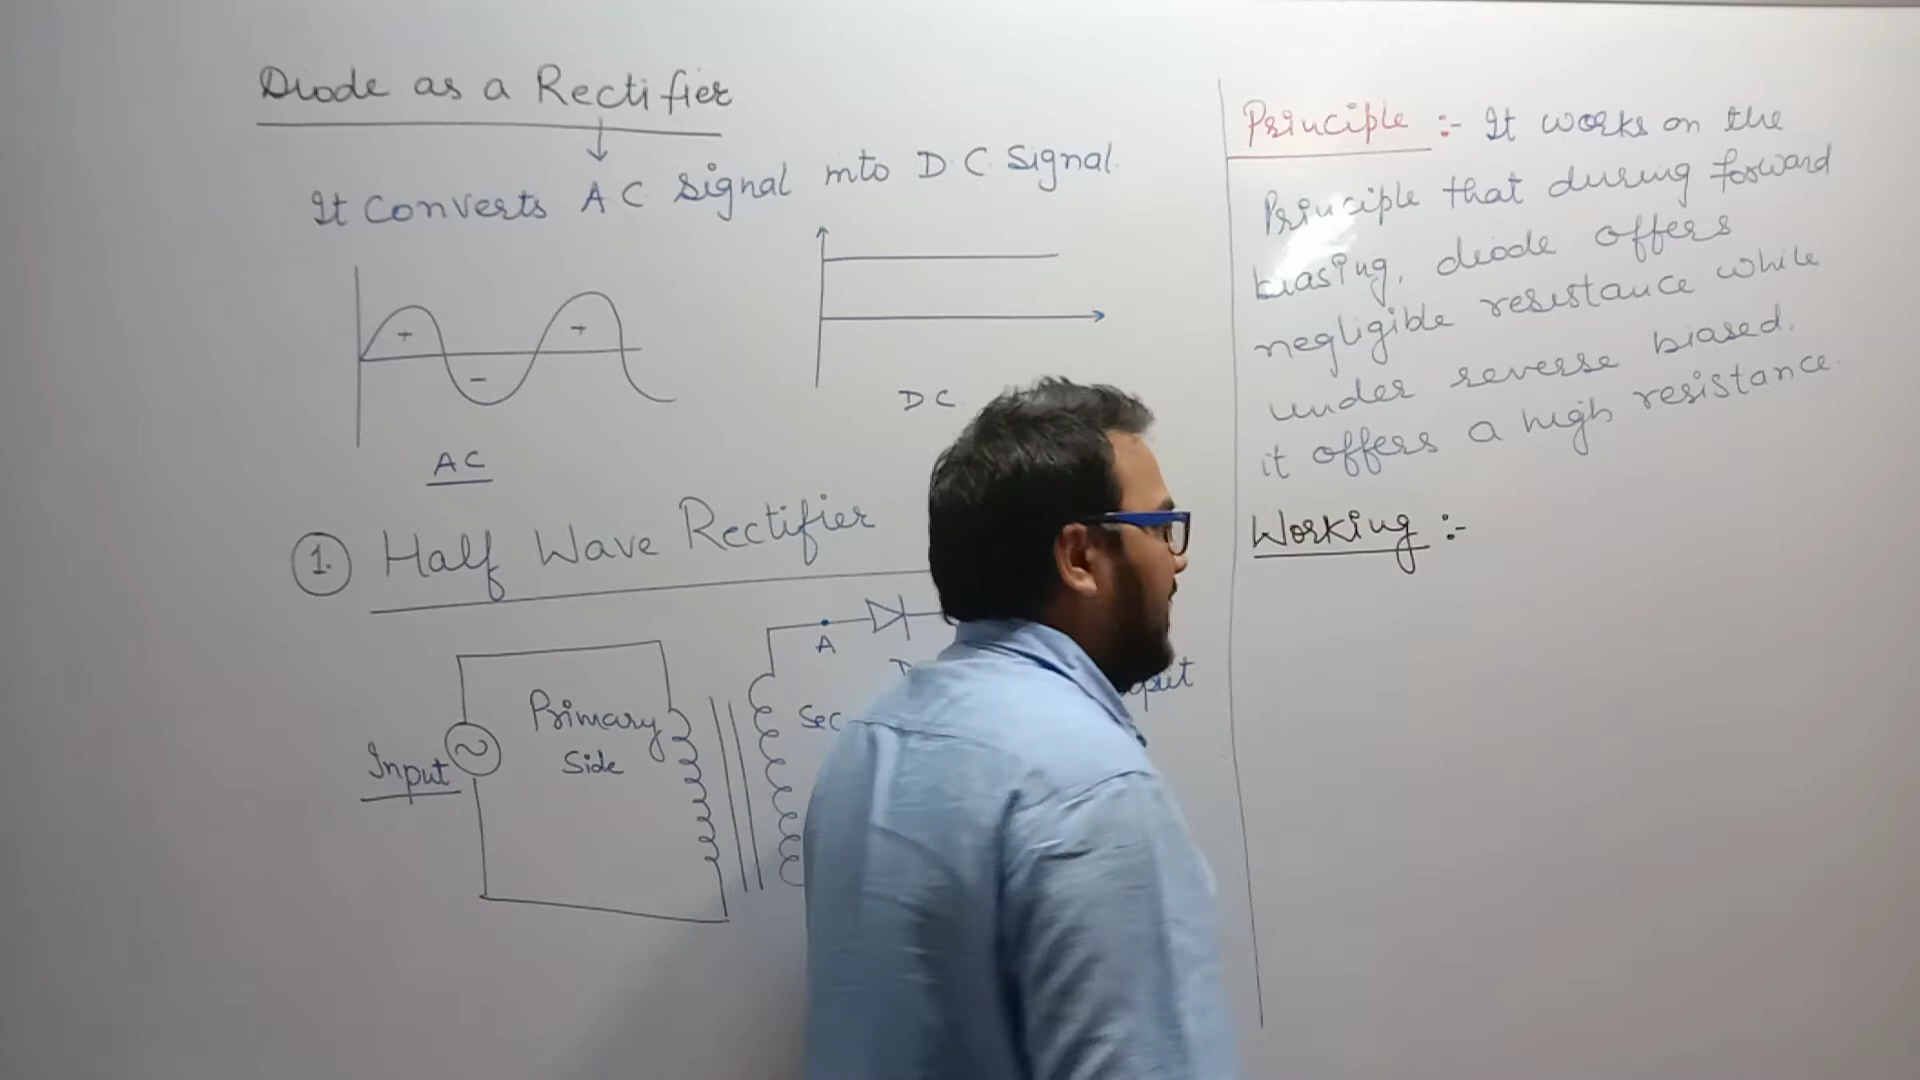 Diode as a Rectifier
It converts AC signal into DC Signal.
+
+
-
AC
DC
1. Half Wave Rectifier
A
Primary
Side
Input
Principle :- It works on the
Principle that during forward
biasing, diode offers
negligible resistance while
under reverse biased.
it offers a high resistance.
Working :-